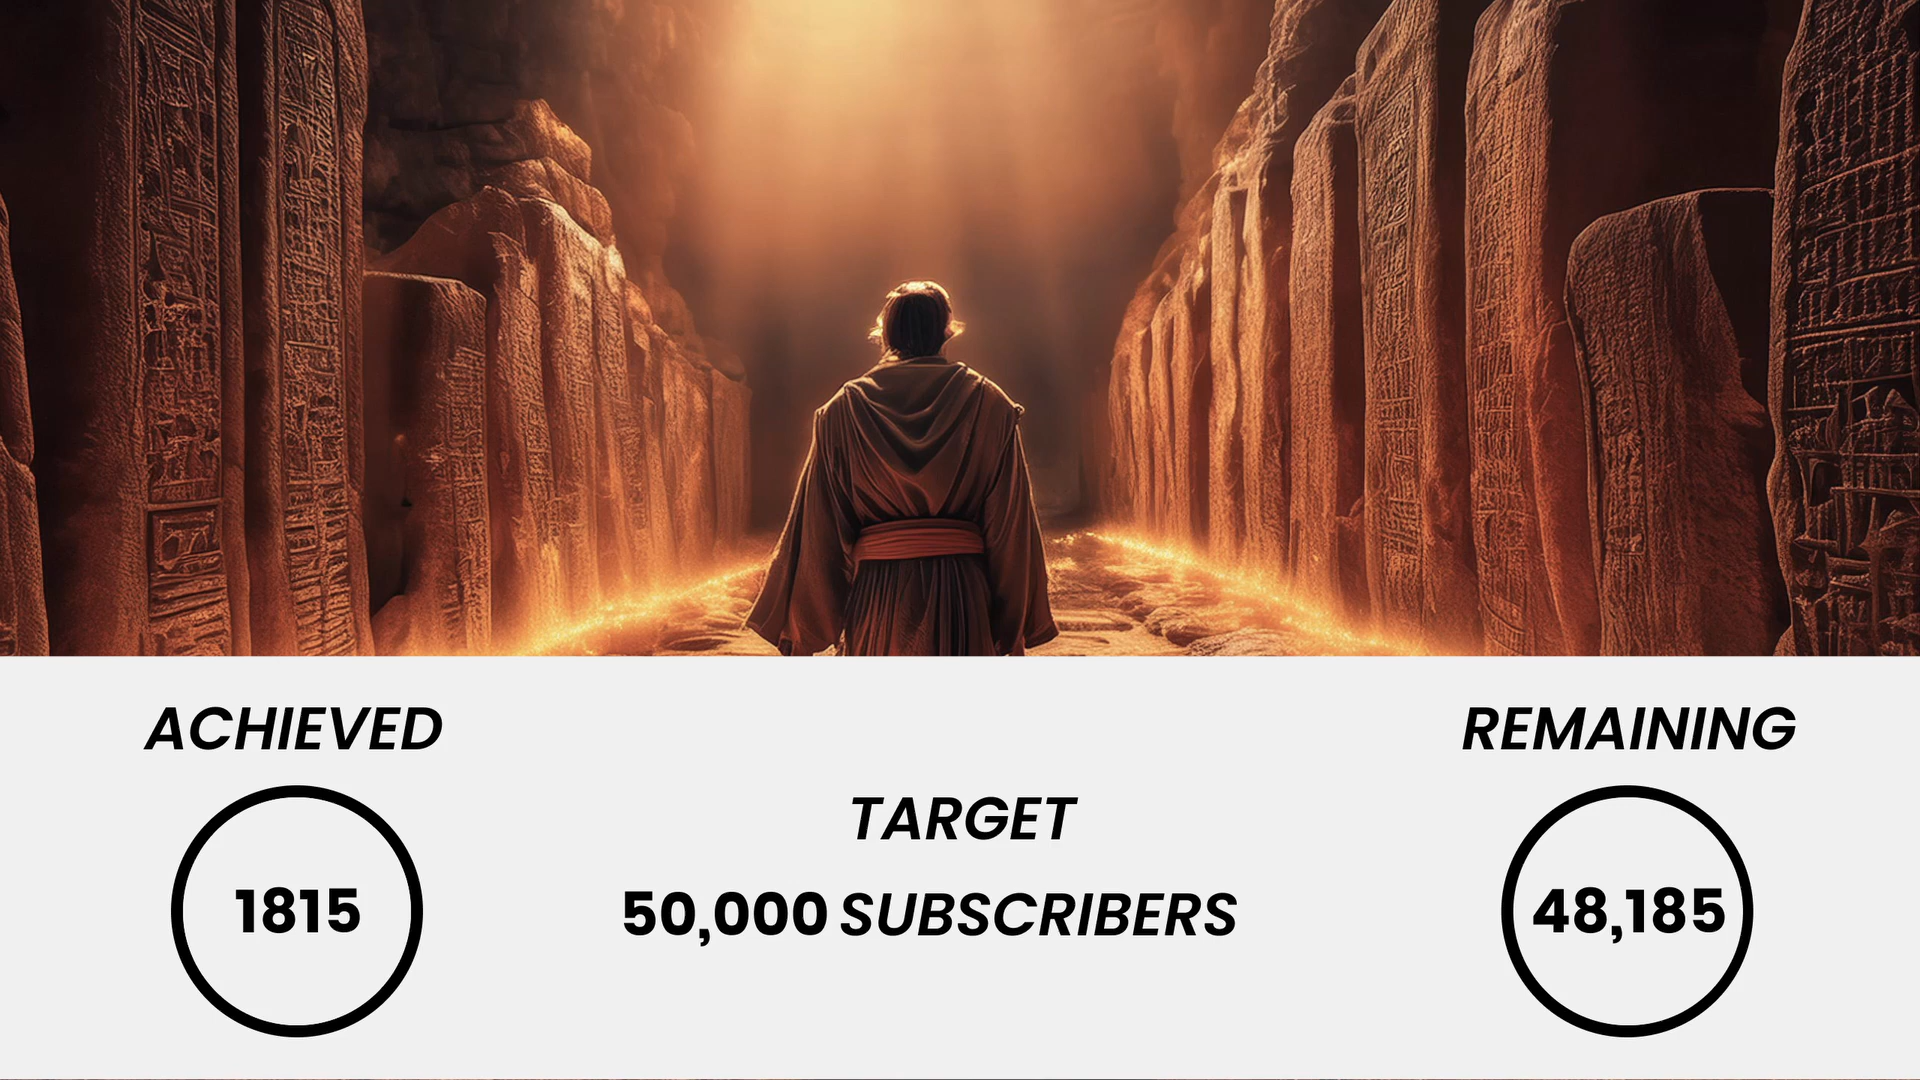 ACHIEVED
1815
TARGET
50,000 SUBSCRIBERS
REMAINING
48,185